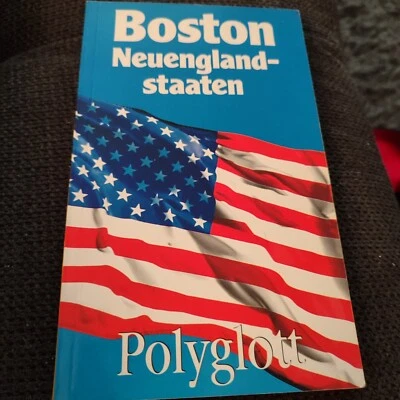 Boston
Neuengland-
staaten
Polyglott